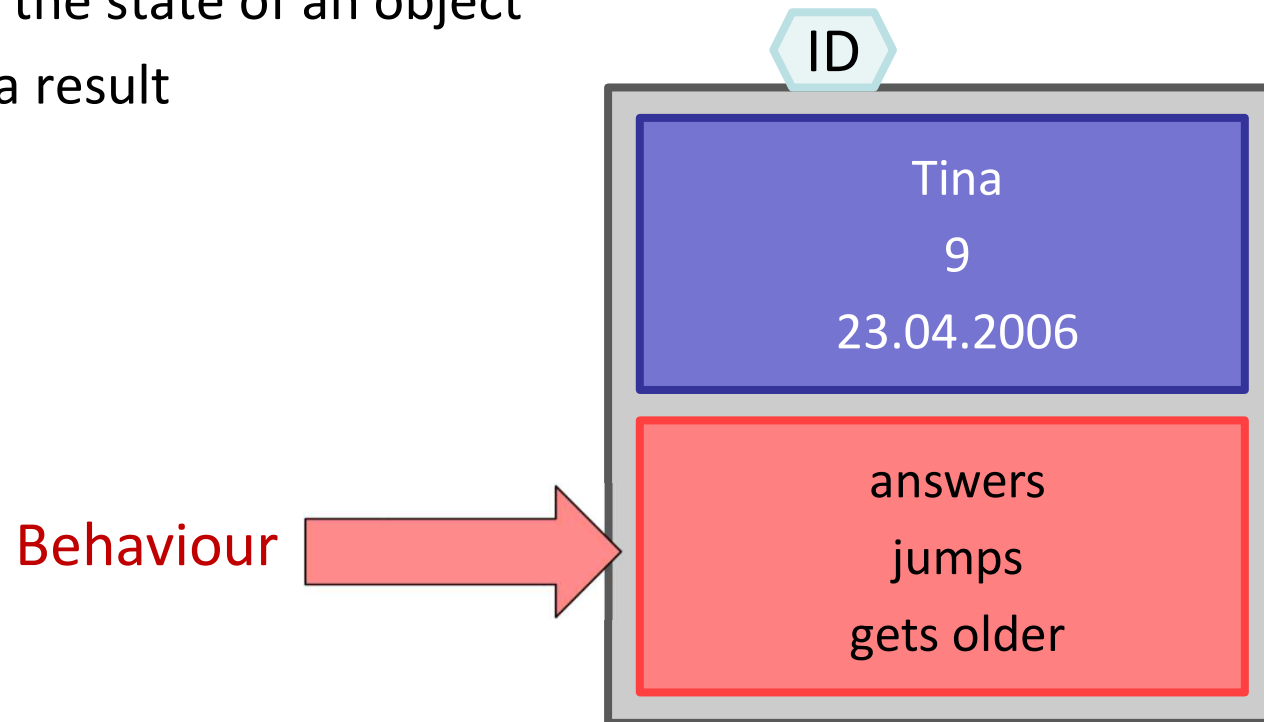 the state of an object
a result
ID
Tina
9
23.04.2006
Behaviour
answers
jumps
gets older